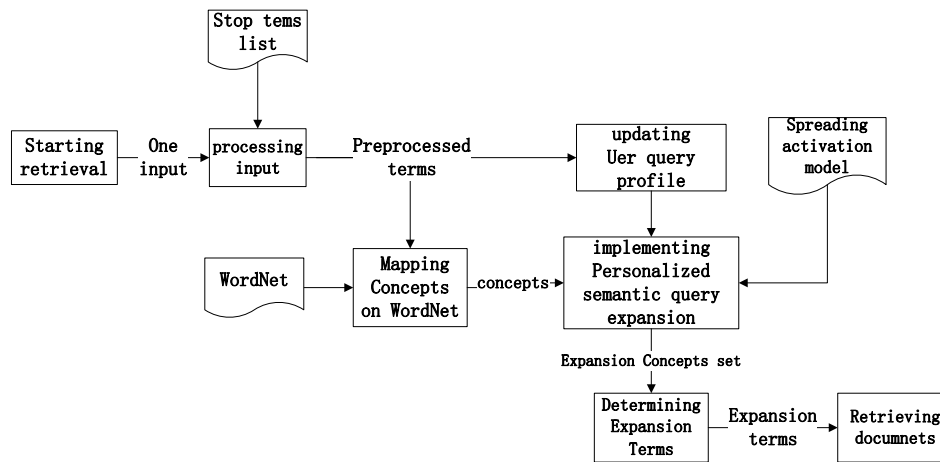 Stop tems
list
Starting
retrieval
One
input
processing
input
Preprocessed
terms
updating
Uer query
profile
Spreading
activation
model
WordNet
Mapping
Concepts
on WordNet
concepts
implementing
Personalized
semantic query
expansion
Expansion Concepts set
Determining
Expansion
Terms
Expansion
terms
Retrieving
documnets